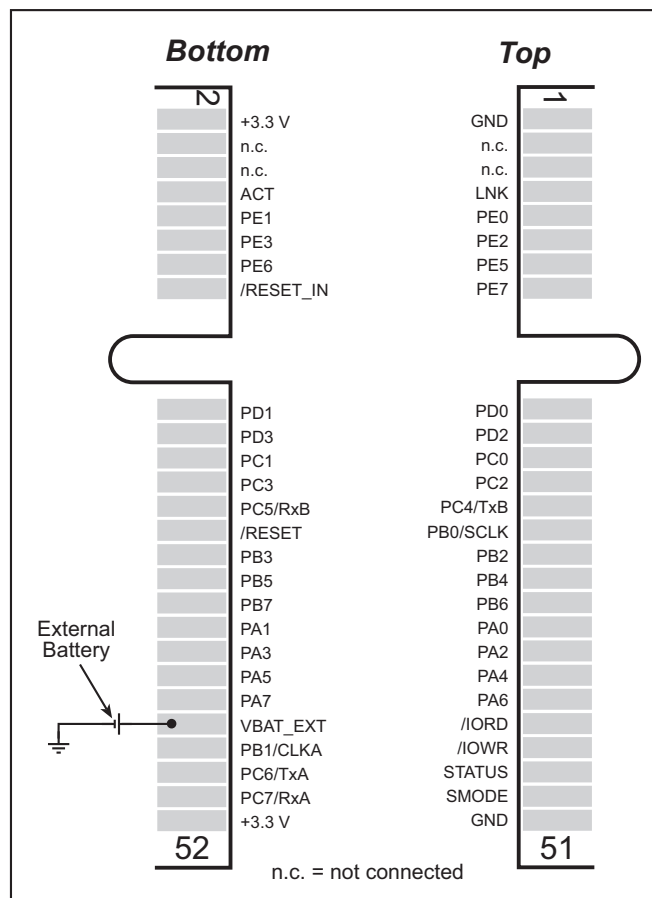 Bottom Top
2 1
+3.3 V GND
n.c. n.c.
n.c. n.c.
ACT LNK
PE1 PE0
PE3 PE2
PE6 PE5
/RESET_IN PE7
PD1 PD0
PD3 PD2
PC1 PC0
PC3 PC2
PC5/RxB PC4/TxB
/RESET PB0/SCLK
PB3 PB2
PB5 PB4
PB7 PB6
External
Battery
PA1 PA0
PA3 PA2
PA5 PA4
PA7 PA6
VBAT_EXT /IORD
PB1/CLKA /IOWR
PC6/TxA STATUS
PC7/RxA SMODE
+3.3 V GND
52 51
n.c. = not connected